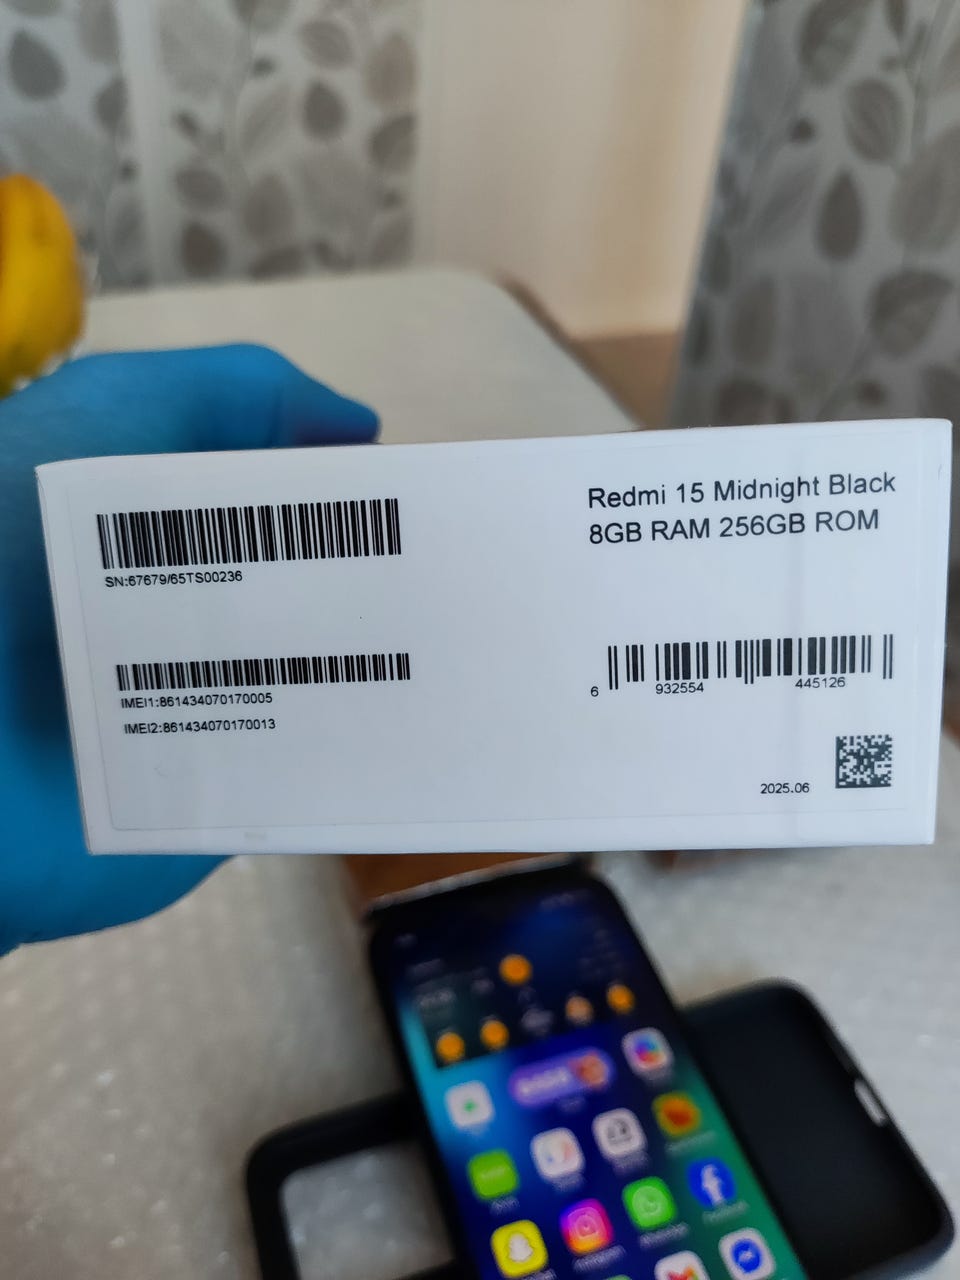 Redmi 15 Midnight Black
8GB RAM 256GB ROM
SN:67679/65TS00236
IMEI1:861434070170005
IMEI2:861434070170013
6 932554 445126
2025.06